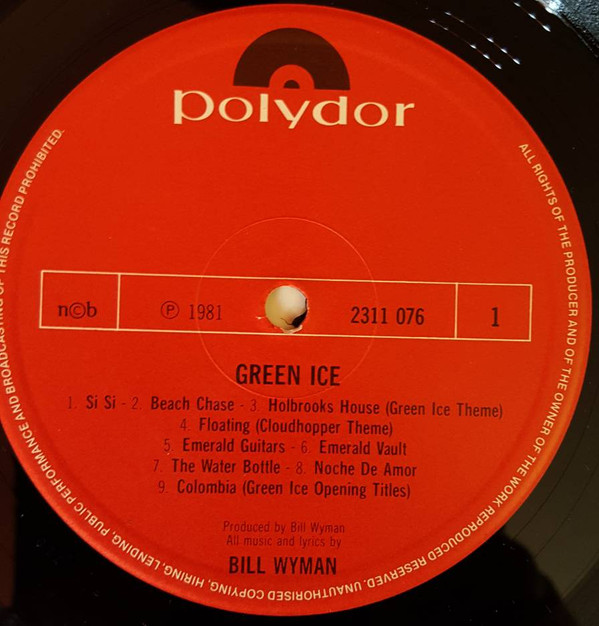 polydor
n©b
℗ 1981
2311 076
1
GREEN ICE
1. Si Si - 2. Beach Chase - 3. Holbrooks House (Green Ice Theme)
4. Floating (Cloudhopper Theme)
5. Emerald Guitars - 6. Emerald Vault
7. The Water Bottle - 8. Noche De Amor
9. Colombia (Green Ice Opening Titles)
Produced by Bill Wyman
All music and lyrics by
BILL WYMAN
ALL RIGHTS OF THE PRODUCER AND OF THE OWNER OF THE WORK REPRODUCED RESERVED. UNAUTHORISED COPYING, HIRING, LENDING, PUBLIC PERFORMANCE AND BROADCASTING OF THIS RECORD PROHIBITED.